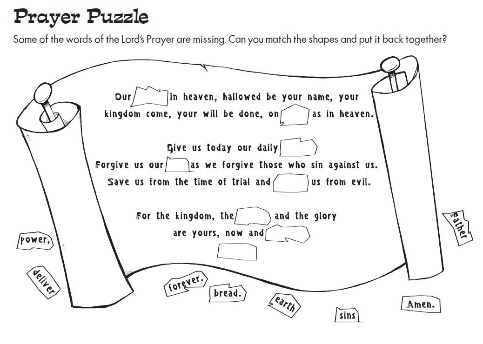 Prayer Puzzle
Some of the words of the Lord's Prayer are missing. Can you match the shapes and put it back together?
Our in heaven, hallowed be your name, your
kingdom come, your will be done, on as in heaven.
Give us today our daily
Forgive us our as we forgive those who sin against us.
Save us from the time of trial and us from evil.
For the kingdom, the and the glory
are yours, now and
Father
power.
deliver
forever.
bread.
earth
sins
Amen.